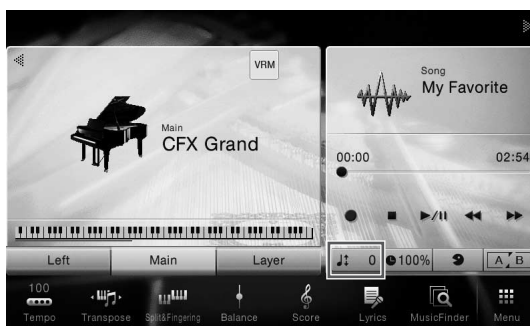 VRM
Main
CFX Grand
Song
My Favorite
00:00
02:54
Left
Main
Layer
0
100%
A B
100
Tempo
Transpose
Split&Fingering
Balance
Score
Lyrics
MusicFinder
Menu